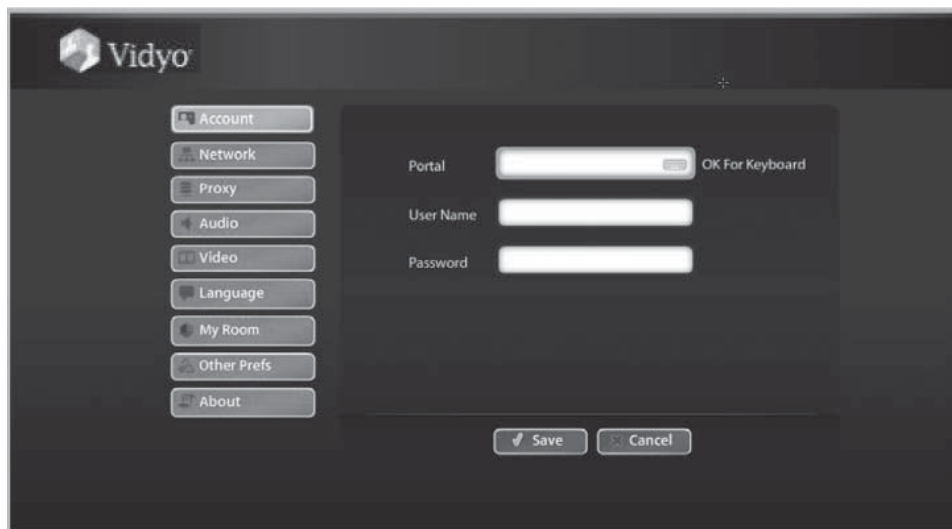 Vidyo
Account
Network
Proxy
Audio
Video
Language
My Room
Other Prefs
About
Portal
OK For Keyboard
User Name
Password
Save
Cancel